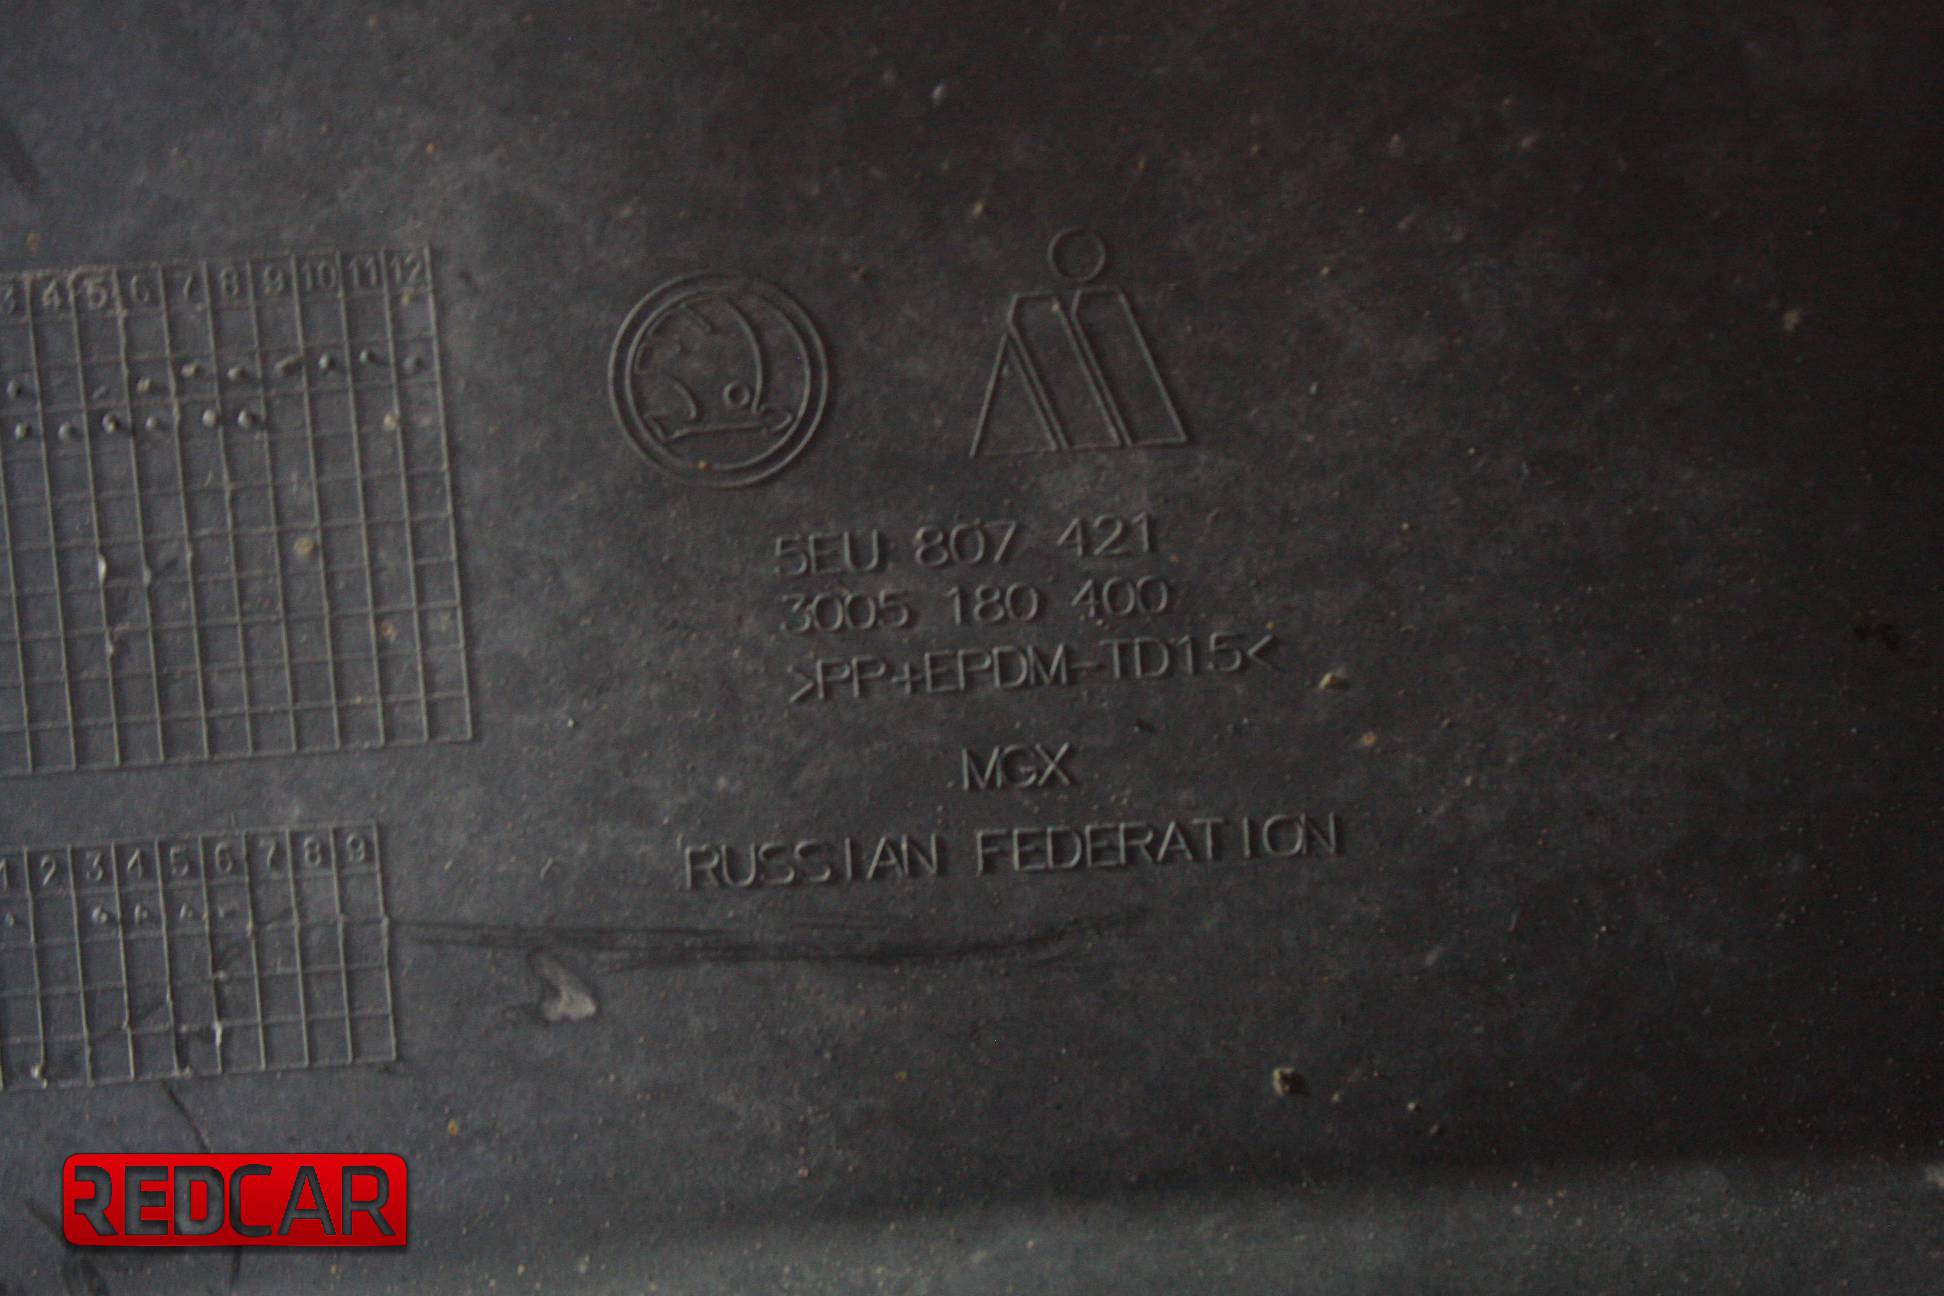 3 4 5 6 7 8 9 10 11 12
5EU 807 421
3005 180 400
>PP+EPDM-TD15<
MGX
RUSSIAN FEDERATION
1 2 3 4 5 6 7 8 9
REDCAR